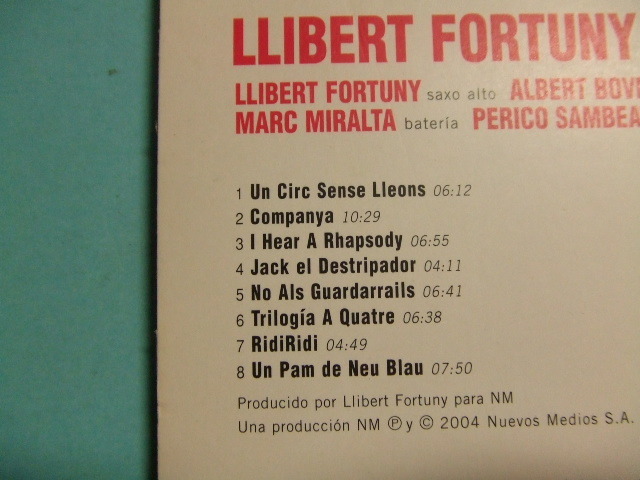 LLIBERT FORTUNY
LLIBERT FORTUNY saxo alto ALBERT
MARC MIRALTA batería PERICO
1 Un Circ Sense Lleons 06:12
2 Companya 10:29
3 I Hear A Rhapsody 06:55
4 Jack el Destripador 04:11
5 No Als Guardarrails 06:41
6 Trilogía A Quatre 06:38
7 RidiRidi 04:49
8 Un Pam de Neu Blau 07:50
Producido por Llibert Fortuny para NM
Una producción NM Ⓟ y © 2004 Nuevos Medios S.A.